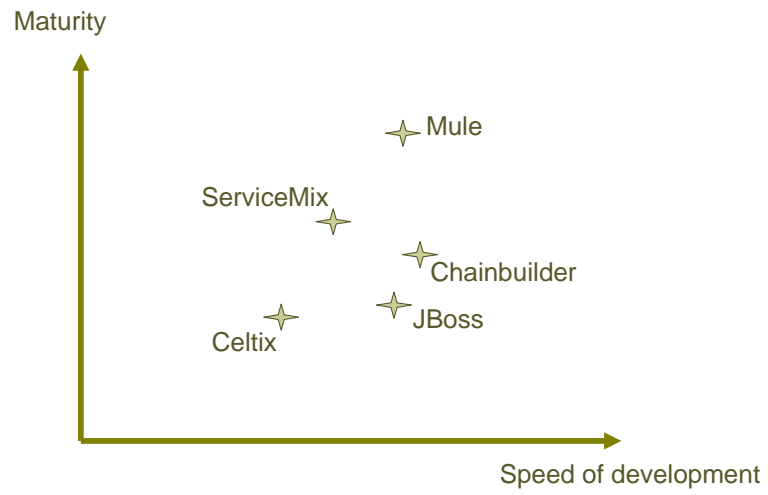 Maturity
Mule
ServiceMix
Chainbuilder
JBoss
Celtix
Speed of development